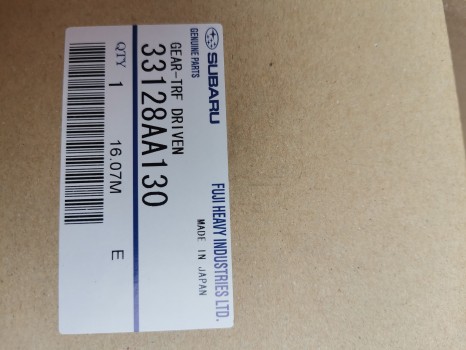 SUBARU
GENUINE PARTS
FUJI HEAVY INDUSTRIES LTD.
GEAR-TRF DRIVEN
MADE IN JAPAN
33128AA130
QTY 1 16.07M E